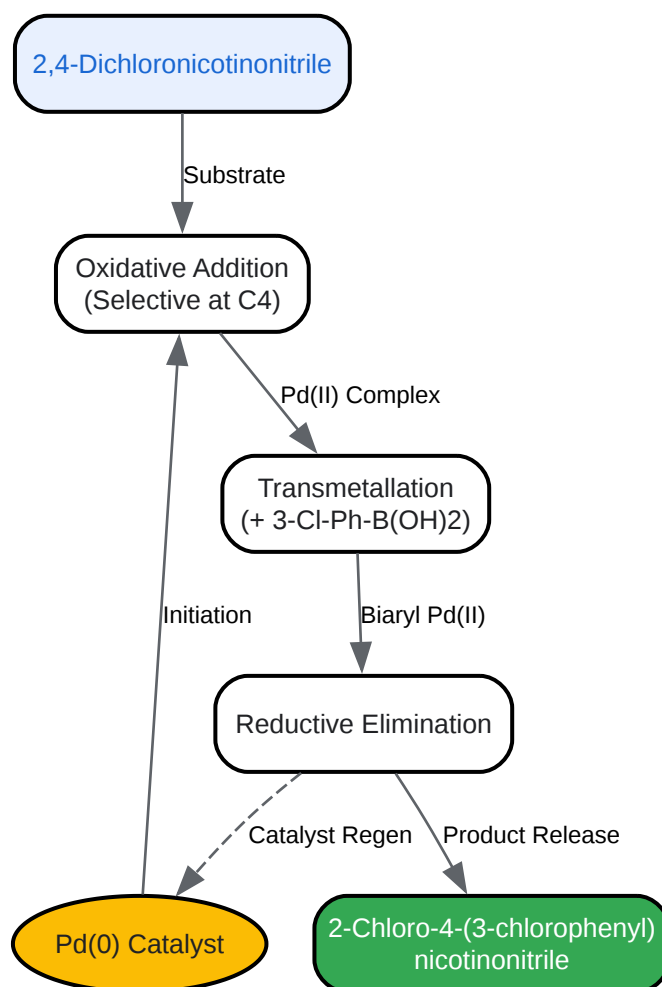 2,4-Dichloronicotinonitrile
Substrate
Oxidative Addition
(Selective at C4)
Pd(II) Complex
Transmetallation
(+ 3-Cl-Ph-B(OH)2)
Initiation
Biaryl Pd(II)
Reductive Elimination
Catalyst Regen
Product Release
Pd(0) Catalyst
2-Chloro-4-(3-chlorophenyl)
nicotinonitrile